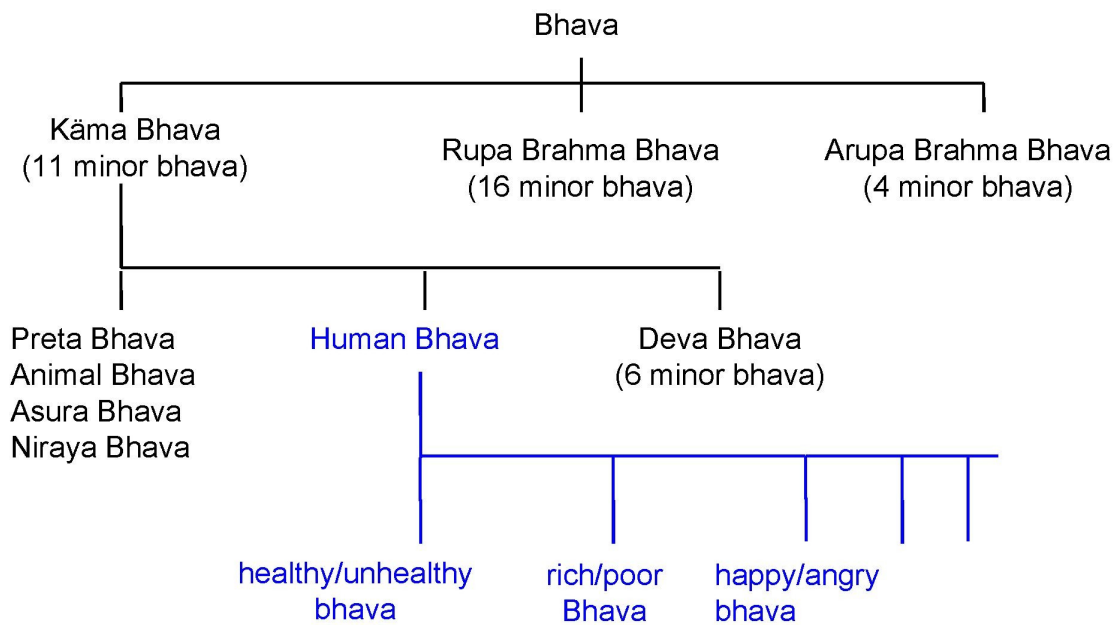 Bhava
Käma Bhava
(11 minor bhava)
Rupa Brahma Bhava
(16 minor bhava)
Arupa Brahma Bhava
(4 minor bhava)
Preta Bhava
Animal Bhava
Asura Bhava
Niraya Bhava
Human Bhava
Deva Bhava
(6 minor bhava)
healthy/unhealthy
bhava
rich/poor
Bhava
happy/angry
bhava